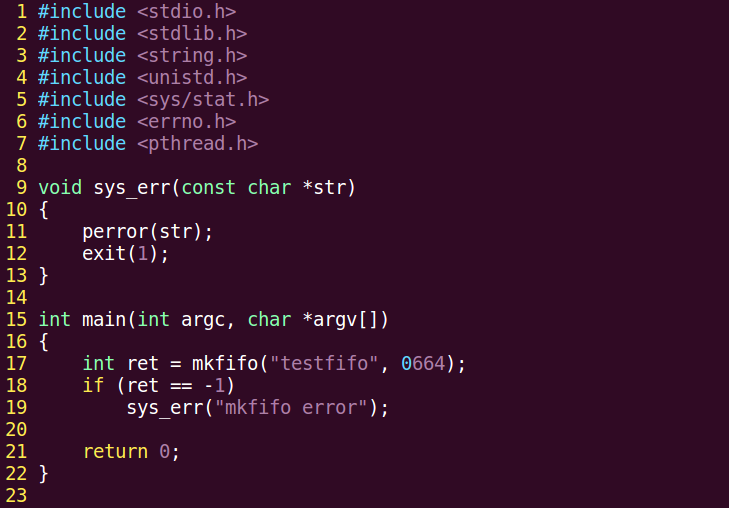 1 #include <stdio.h>
2 #include <stdlib.h>
3 #include <string.h>
4 #include <unistd.h>
5 #include <sys/stat.h>
6 #include <errno.h>
7 #include <pthread.h>
8
9 void sys_err(const char *str)
10 {
11     perror(str);
12     exit(1);
13 }
14
15 int main(int argc, char *argv[])
16 {
17     int ret = mkfifo("testfifo", 0664);
18     if (ret == -1)
19         sys_err("mkfifo error");
20
21     return 0;
22 }
23